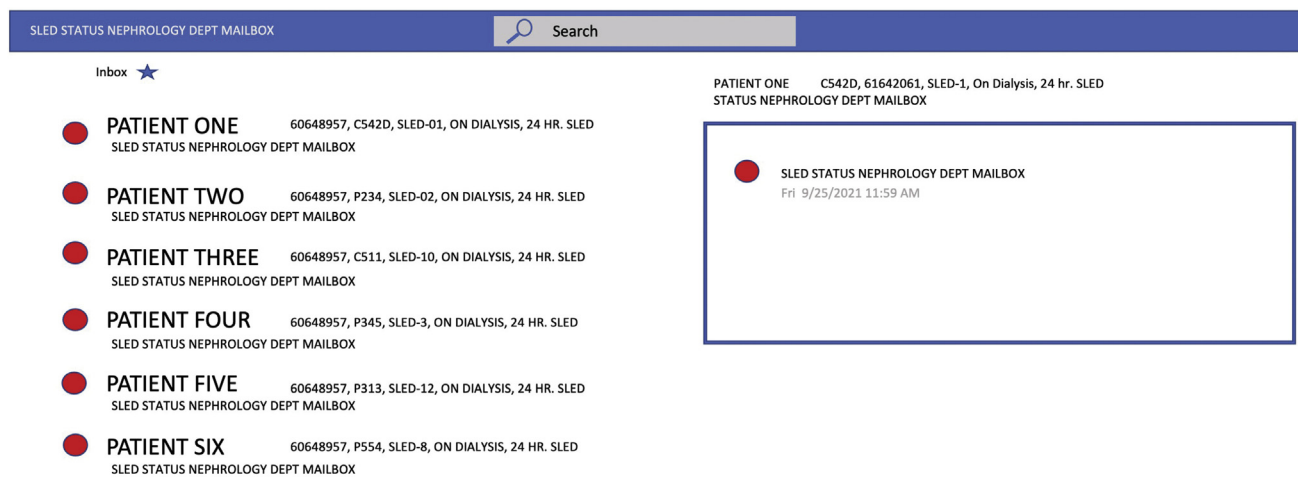 SLED STATUS NEPHROLOGY DEPT MAILBOX
Search
Inbox
PATIENT ONE 60648957, C542D, SLED-01, ON DIALYSIS, 24 HR. SLED
SLED STATUS NEPHROLOGY DEPT MAILBOX
PATIENT TWO 60648957, P234, SLED-02, ON DIALYSIS, 24 HR. SLED
SLED STATUS NEPHROLOGY DEPT MAILBOX
PATIENT THREE 60648957, C511, SLED-10, ON DIALYSIS, 24 HR. SLED
SLED STATUS NEPHROLOGY DEPT MAILBOX
PATIENT FOUR 60648957, P345, SLED-3, ON DIALYSIS, 24 HR. SLED
SLED STATUS NEPHROLOGY DEPT MAILBOX
PATIENT FIVE 60648957, P313, SLED-12, ON DIALYSIS, 24 HR. SLED
SLED STATUS NEPHROLOGY DEPT MAILBOX
PATIENT SIX 60648957, P554, SLED-8, ON DIALYSIS, 24 HR. SLED
SLED STATUS NEPHROLOGY DEPT MAILBOX
PATIENT ONE C542D, 61642061, SLED-1, On Dialysis, 24 hr. SLED
STATUS NEPHROLOGY DEPT MAILBOX
SLED STATUS NEPHROLOGY DEPT MAILBOX
Fri 9/25/2021 11:59 AM